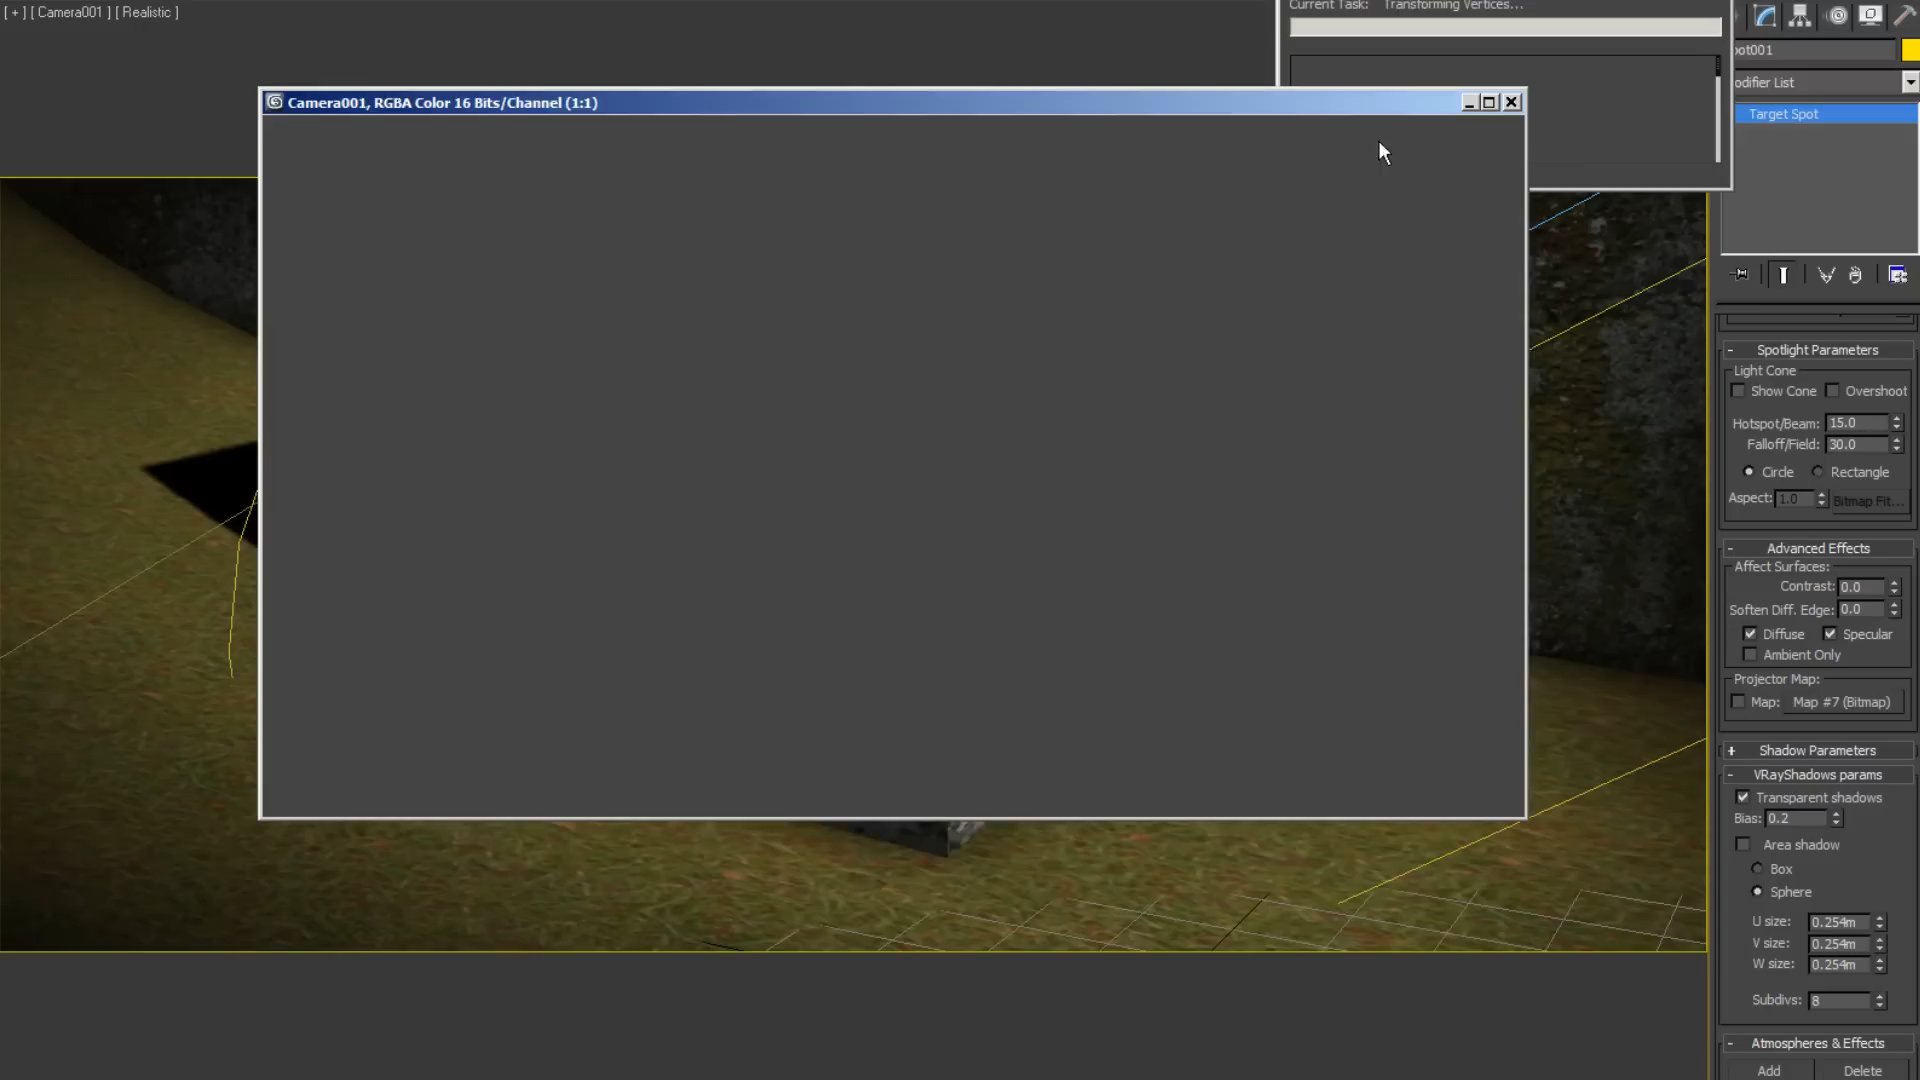 [ + ] [ Camera001 ] [ Realistic ]
Current Task: Transforming Vertices...
Camera001, RGBA Color 16 Bits/Channel (1:1)
pot001
odifier List
Target Spot
- Spotlight Parameters
Light Cone
Show Cone Overshoot
Hotspot/Beam: 15.0
Falloff/Field: 30.0
Circle Rectangle
Aspect: 1.0 Bitmap Fit...
- Advanced Effects
Affect Surfaces:
Contrast: 0.0
Soften Diff. Edge: 0.0
Diffuse Specular
Ambient Only
Projector Map:
Map: Map #7 (Bitmap)
+ Shadow Parameters
- VRayShadows params
Transparent shadows
Bias: 0.2
Area shadow
Box
Sphere
U size: 0.254m
V size: 0.254m
W size: 0.254m
Subdivs: 8
- Atmospheres & Effects
Add Delete